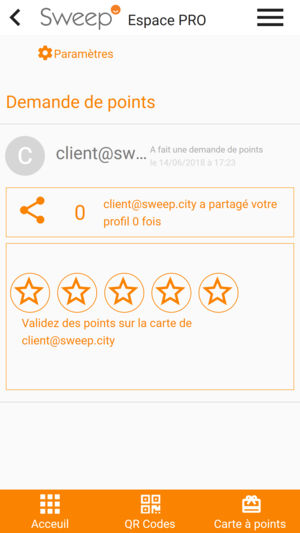 Sweep Espace PRO
Paramètres
Demande de points
C
client@sw...
A fait une demande de points
le 14/06/2018 à 17:23
0
client@sweep.city a partagé votre
profil 0 fois
Validez des points sur la carte de
client@sweep.city
Acceuil
QR Codes
Carte à points